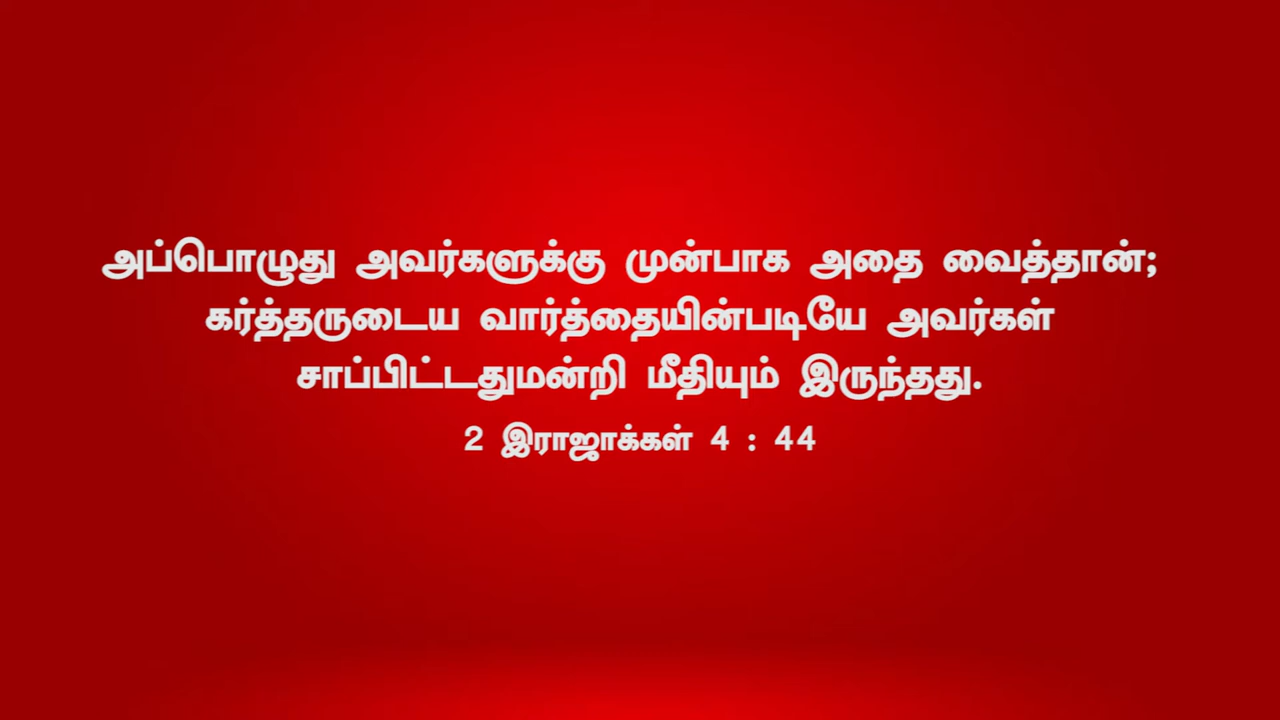 அப்பொழுது அவர்களுக்கு முன்பாக அதை வைத்தான்;
கர்த்தருடைய வார்த்தையின்படியே அவர்கள்
சாப்பிட்டதுமன்றி மீதியும் இருந்தது.
2 இராஜாக்கள் 4 : 44